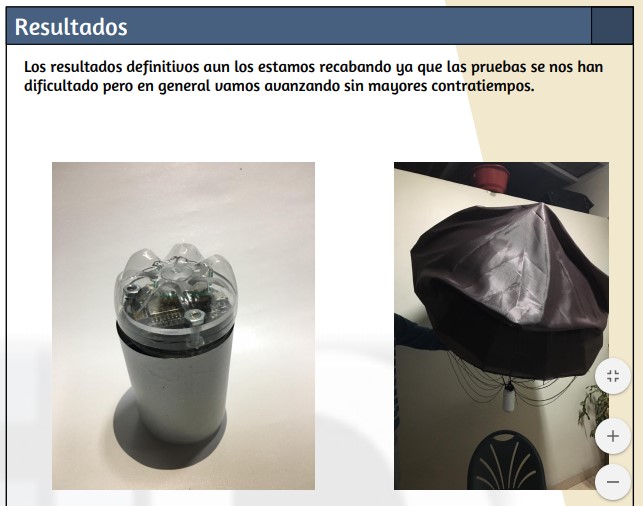 Resultados
Los resultados definitivos aun los estamos recabando ya que las pruebas se nos han
dificultado pero en general vamos avanzando sin mayores contratiempos.